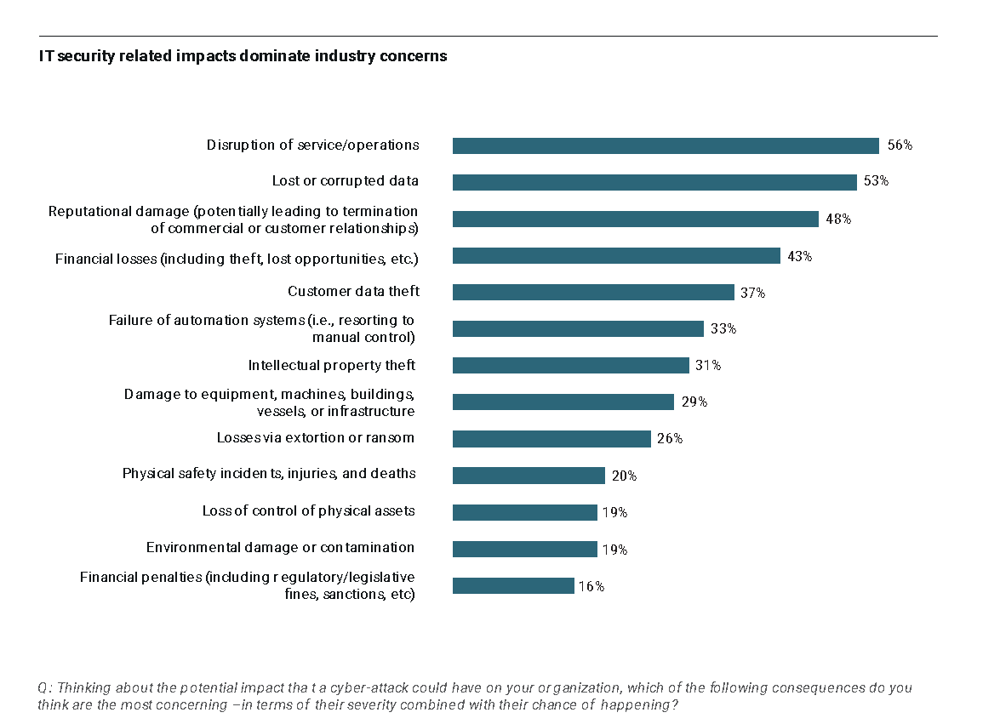 IT security related impacts dominate industry concerns
Disruption of service/operations
56%
Lost or corrupted data
53%
Reputational damage (potentially leading to termination
of commercial or customer relationships)
48%
Financial losses (including theft, lost opportunities, etc.)
43%
Customer data theft
37%
Failure of automation systems (i.e., resorting to
manual control)
33%
Intellectual property theft
31%
Damage to equipment, machines, buildings,
vessels, or infrastructure
29%
Losses via extortion or ransom
26%
Physical safety incidents, injuries, and deaths
20%
Loss of control of physical assets
19%
Environmental damage or contamination
19%
Financial penalties (including regulatory/legislative
fines, sanctions, etc)
16%
Q: Thinking about the potential impact that a cyber-attack could have on your organization, which of the following consequences do you
think are the most concerning –in terms of their severity combined with their chance of happening?